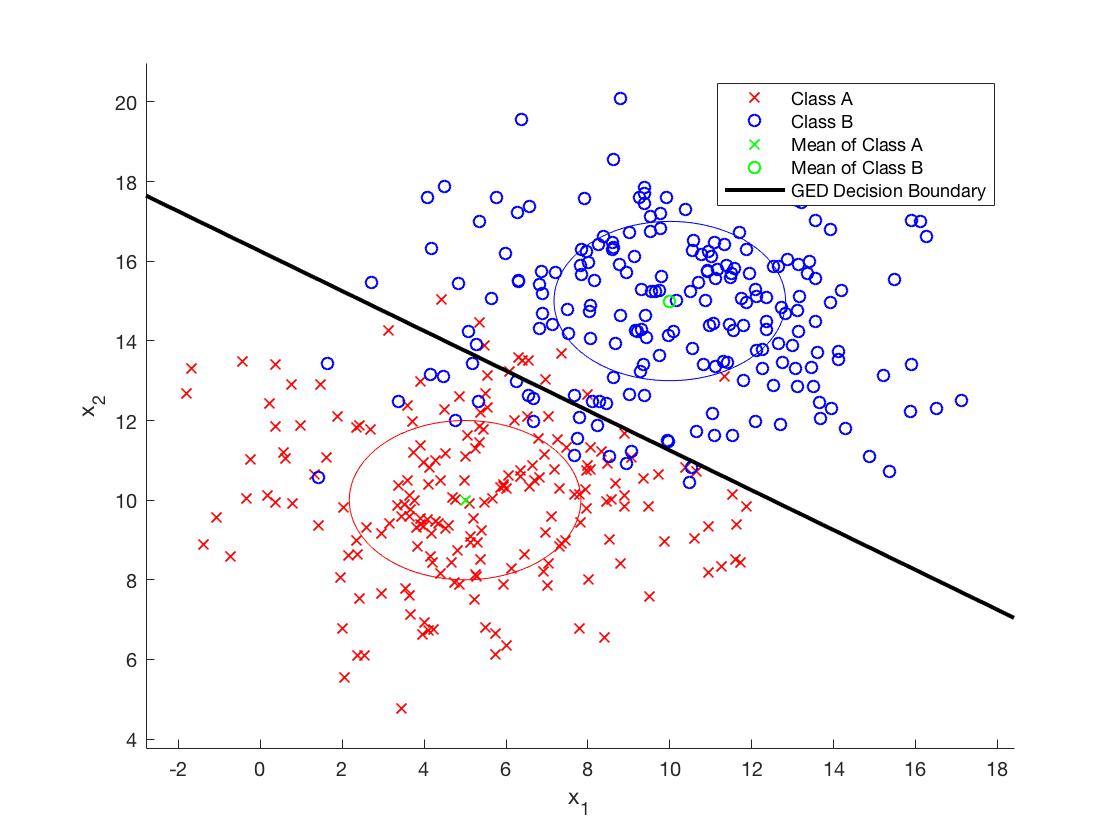 Class A
Class B
Mean of Class A
Mean of Class B
GED Decision Boundary
x2
20
18
16
14
12
10
8
6
4
-2 0 2 4 6 8 10 12 14 16 18
x1